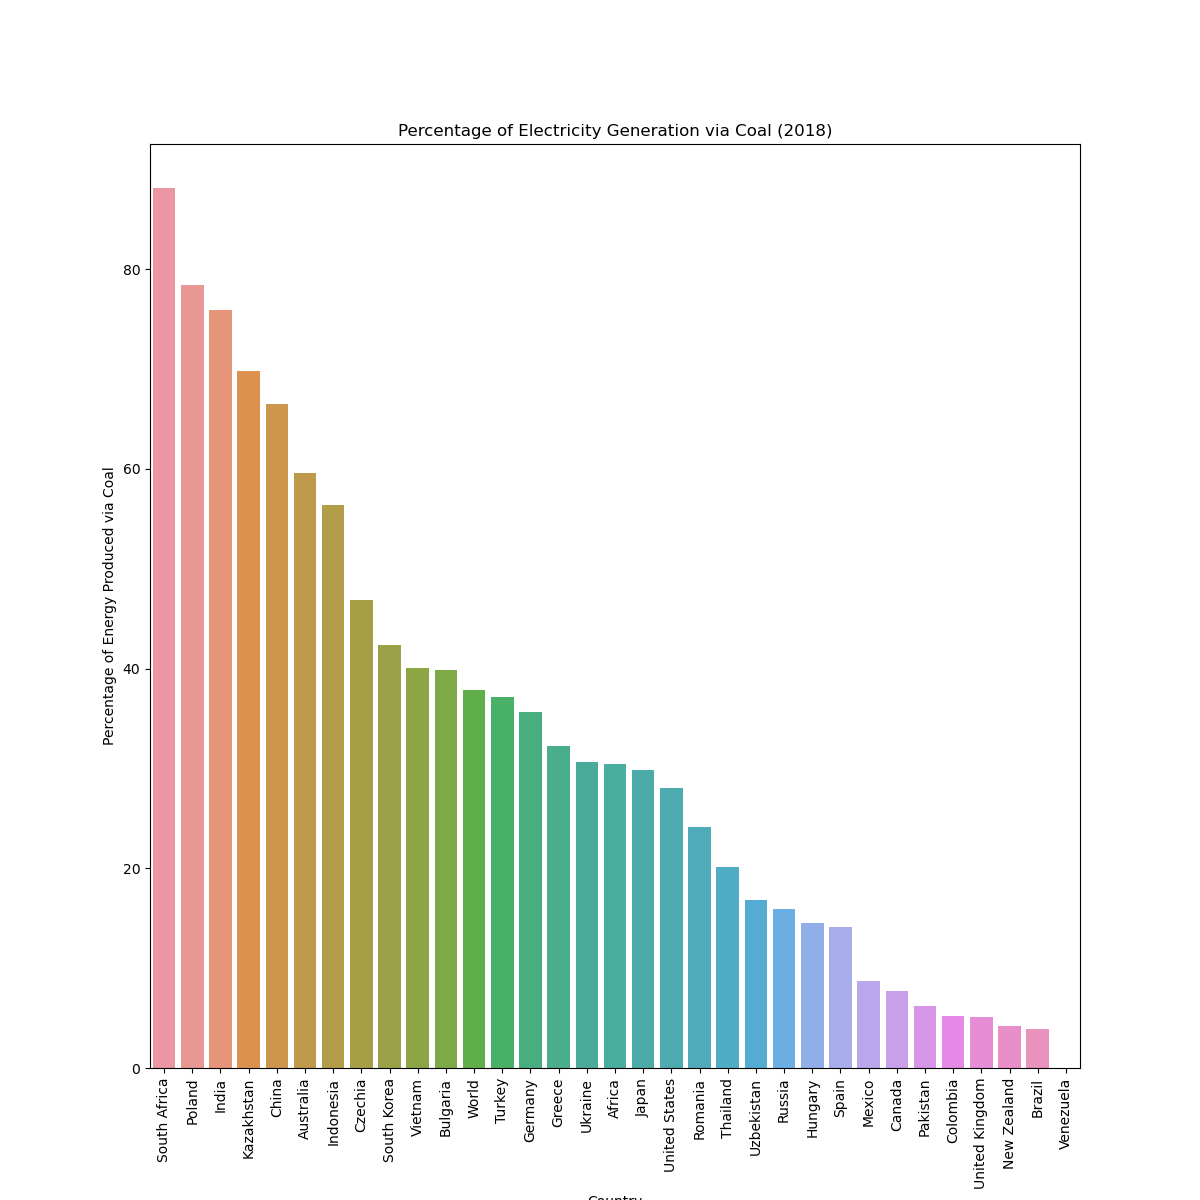 Percentage of Electricity Generation via Coal (2018)
Percentage of Energy Produced via Coal
80
60
40
20
0
South Africa
Poland
India
Kazakhstan
China
Australia
Indonesia
Czechia
South Korea
Vietnam
Bulgaria
World
Turkey
Germany
Greece
Ukraine
Africa
Japan
United States
Romania
Thailand
Uzbekistan
Russia
Hungary
Spain
Mexico
Canada
Pakistan
Colombia
United Kingdom
New Zealand
Brazil
Venezuela
Country